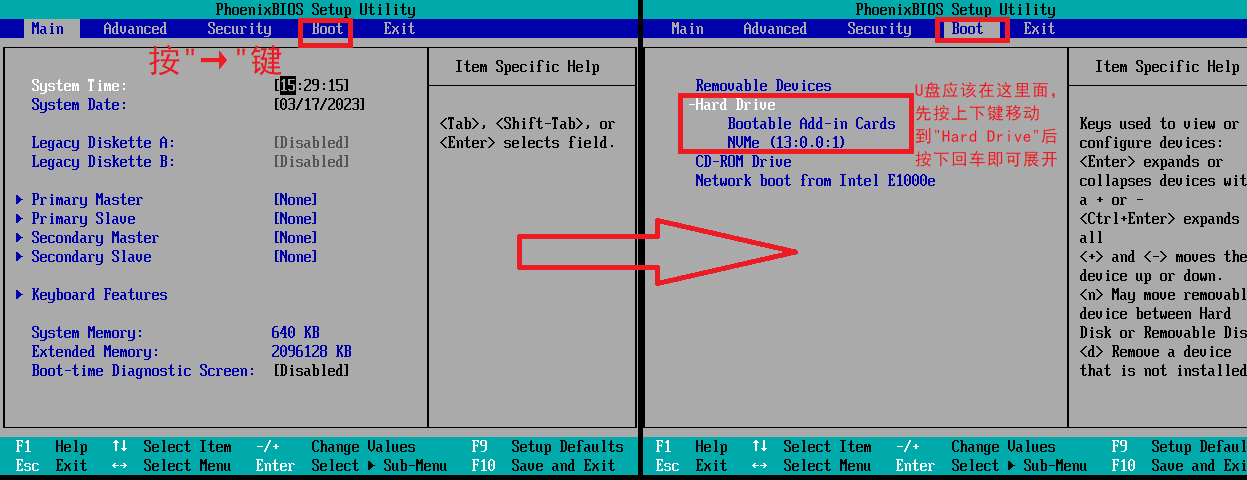 PhoenixBIOS Setup Utility
Main Advanced Security Boot Exit
按"→"键
System Time: [15:29:15]
System Date: [03/17/2023]
Legacy Diskette A: [Disabled]
Legacy Diskette B: [Disabled]
Primary Master [None]
Primary Slave [None]
Secondary Master [None]
Secondary Slave [None]
Keyboard Features
System Memory: 640 KB
Extended Memory: 2096128 KB
Boot-time Diagnostic Screen: [Disabled]
Item Specific Help
<Tab>, <Shift-Tab>, or
<Enter> selects field.
F1 Help ↑↓ Select Item -/+ Change Values F9 Setup Defaults
Esc Exit ↔ Select Menu Enter Select ▶ Sub-Menu F10 Save and Exit
PhoenixBIOS Setup Utility
Main Advanced Security Boot Exit
Removable Devices
-Hard Drive
Bootable Add-in Cards
NVMe (13:0.0:1)
CD-ROM Drive
Network boot from Intel E1000e
U盘应该在这里面，
先按上下键移动
到"Hard Drive"后
按下回车即可展开
Item Specific Help
Keys used to view or
configure devices:
<Enter> expands or
collapses devices wit
a + or -
<Ctrl+Enter> expands
all
<+> and <-> moves the
device up or down.
<n> May move removabl
device between Hard
Disk or Removable Dis
<d> Remove a device
that is not installed
F1 Help ↑↓ Select Item -/+ Change Values F9 Setup Defaul
Esc Exit ↔ Select Menu Enter Select ▶ Sub-Menu F10 Save and Exi